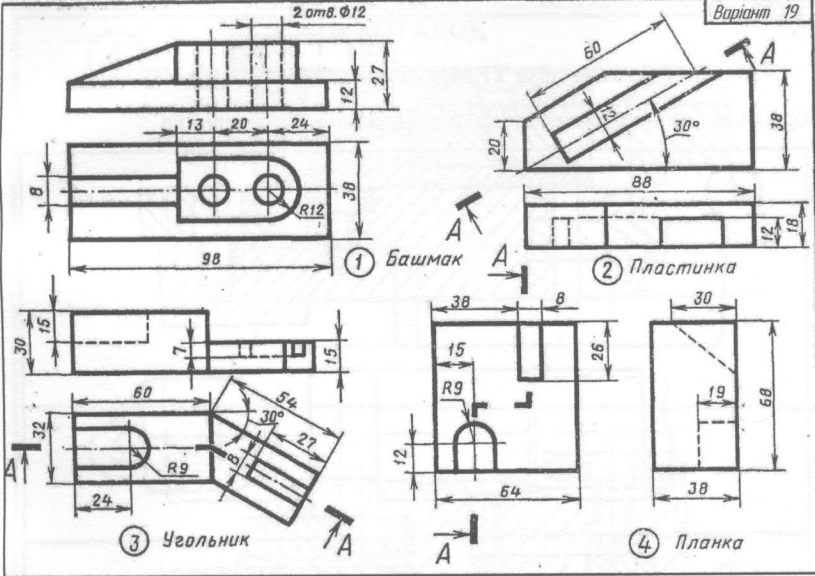 Варіант 19
2 отв. Ф12
27
12
13
20
24
8
38
R12
98
1 Башмак
60
A
12
30°
20
38
88
A
12
18
2 Пластинка
30
15
7
15
60
54
30°
27
32
8
A
R9
24
A
3 Угольник
A
38
8
30
15
26
R9
19
68
12
64
38
A
4 Планка